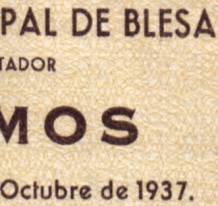 PAL DE BLESA
TADOR
MOS
Octubre de 1937.